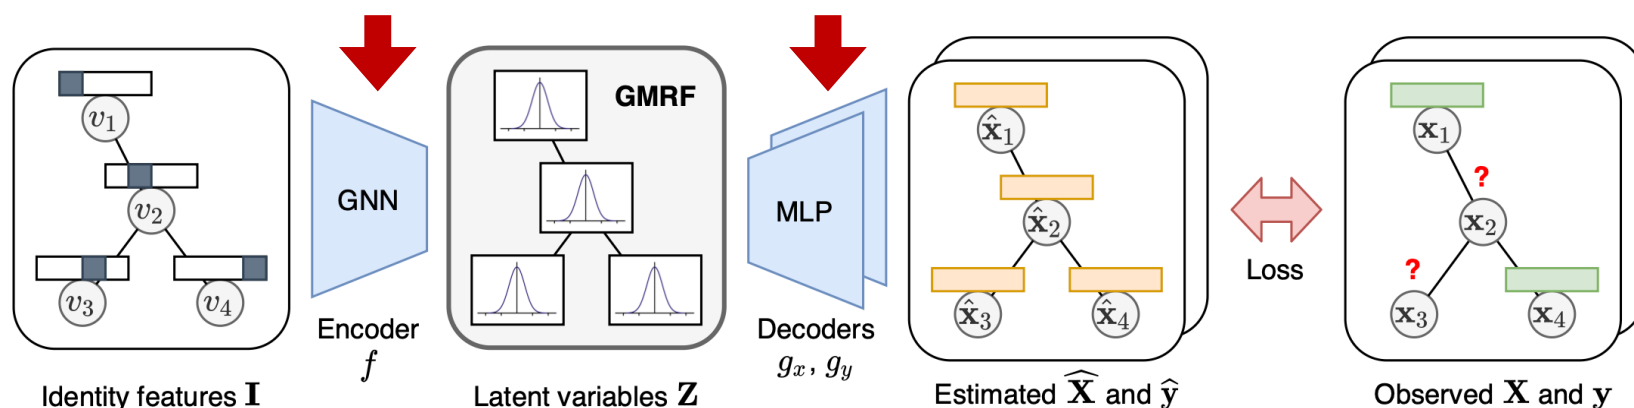 v₁
v₂
v₃
v₄
Identity features I
GNN
Encoder
f
GMRF
Latent variables Z
MLP
Decoders
gₓ, g_y
x̂₁
x̂₂
x̂₃
x̂₄
Estimated X̂ and ŷ
Loss
x₁
?
x₂
?
x₃
x₄
Observed X and y